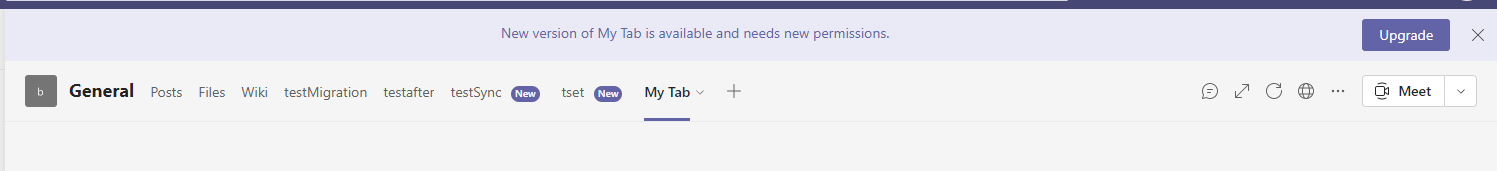 New version of My Tab is available and needs new permissions. Upgrade
b General Posts Files Wiki testMigration testafter testSync New tset New My Tab Meet